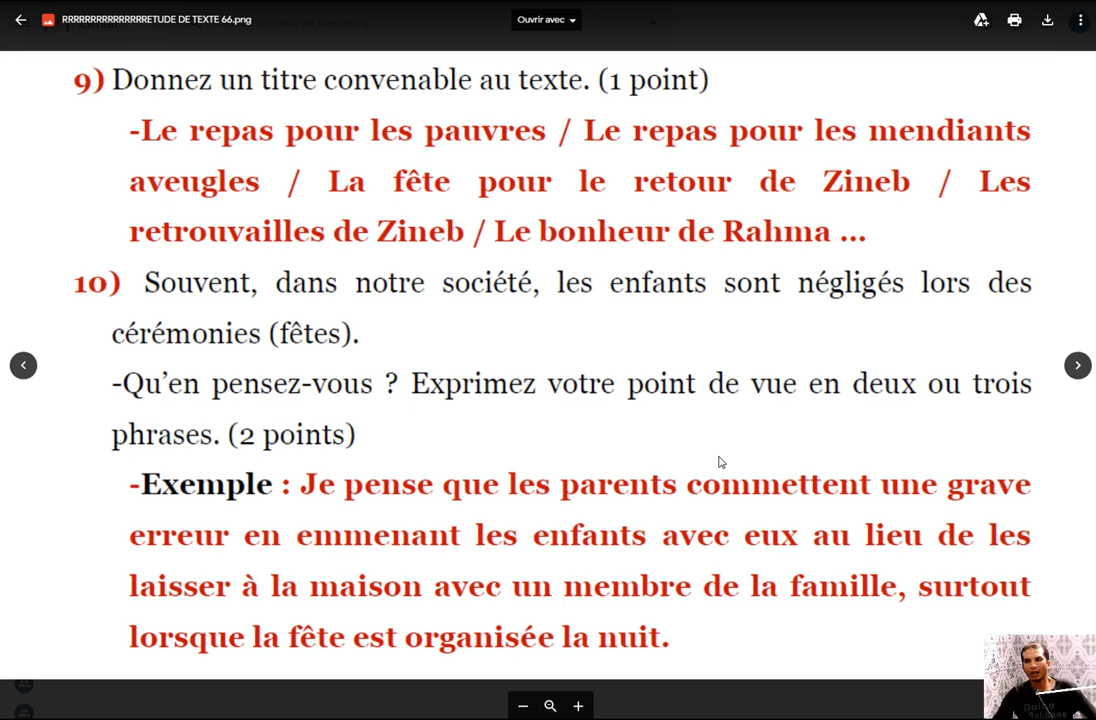 RRRRRRRRRRRRRRRETUDE DE TEXTE 66.png
Ouvrir avec
9) Donnez un titre convenable au texte. (1 point)
-Le repas pour les pauvres / Le repas pour les mendiants
aveugles / La fête pour le retour de Zineb / Les
retrouvailles de Zineb / Le bonheur de Rahma ...
10) Souvent, dans notre société, les enfants sont négligés lors des
cérémonies (fêtes).
-Qu’en pensez-vous ? Exprimez votre point de vue en deux ou trois
phrases. (2 points)
-Exemple : Je pense que les parents commettent une grave
erreur en emmenant les enfants avec eux au lieu de les
laisser à la maison avec un membre de la famille, surtout
lorsque la fête est organisée la nuit.